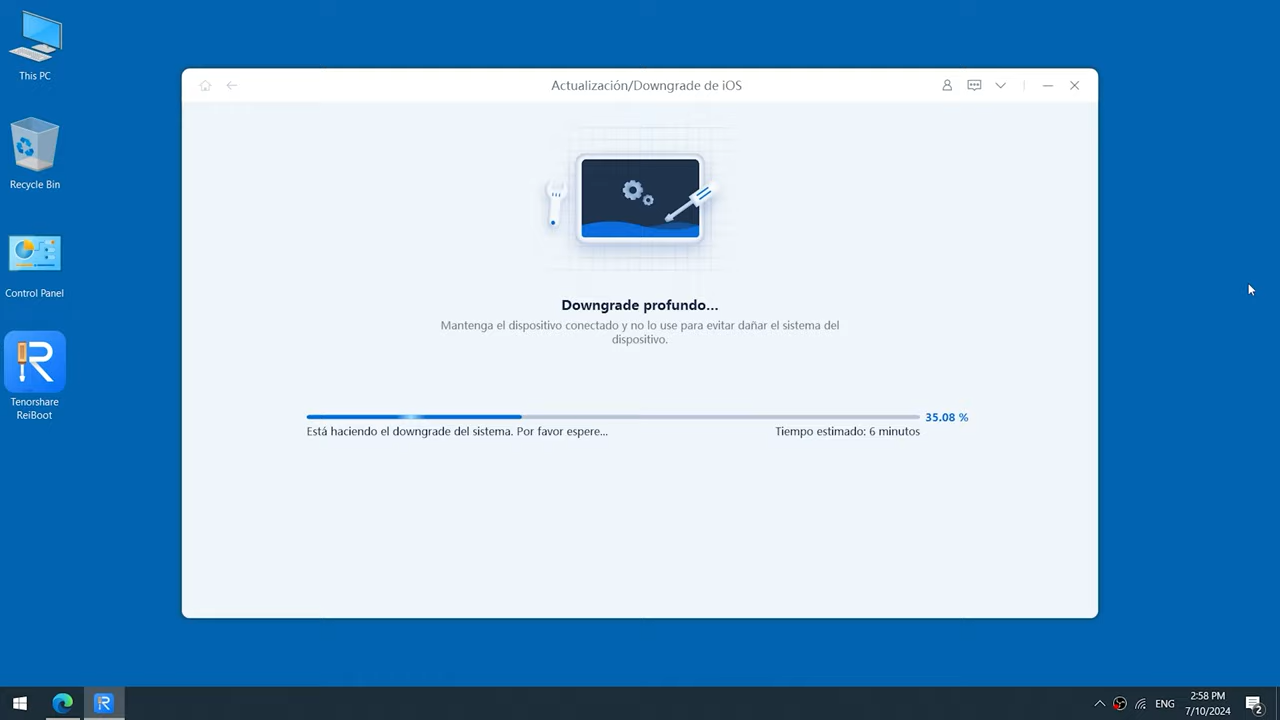 This PC
Recycle Bin
Control Panel
Tenorshare
ReiBoot
Actualización/Downgrade de iOS
Downgrade profundo...
Mantenga el dispositivo conectado y no lo use para evitar dañar el sistema del
dispositivo.
35.08 %
Está haciendo el downgrade del sistema. Por favor espere...
Tiempo estimado: 6 minutos
ENG
2:58 PM
7/10/2024
2